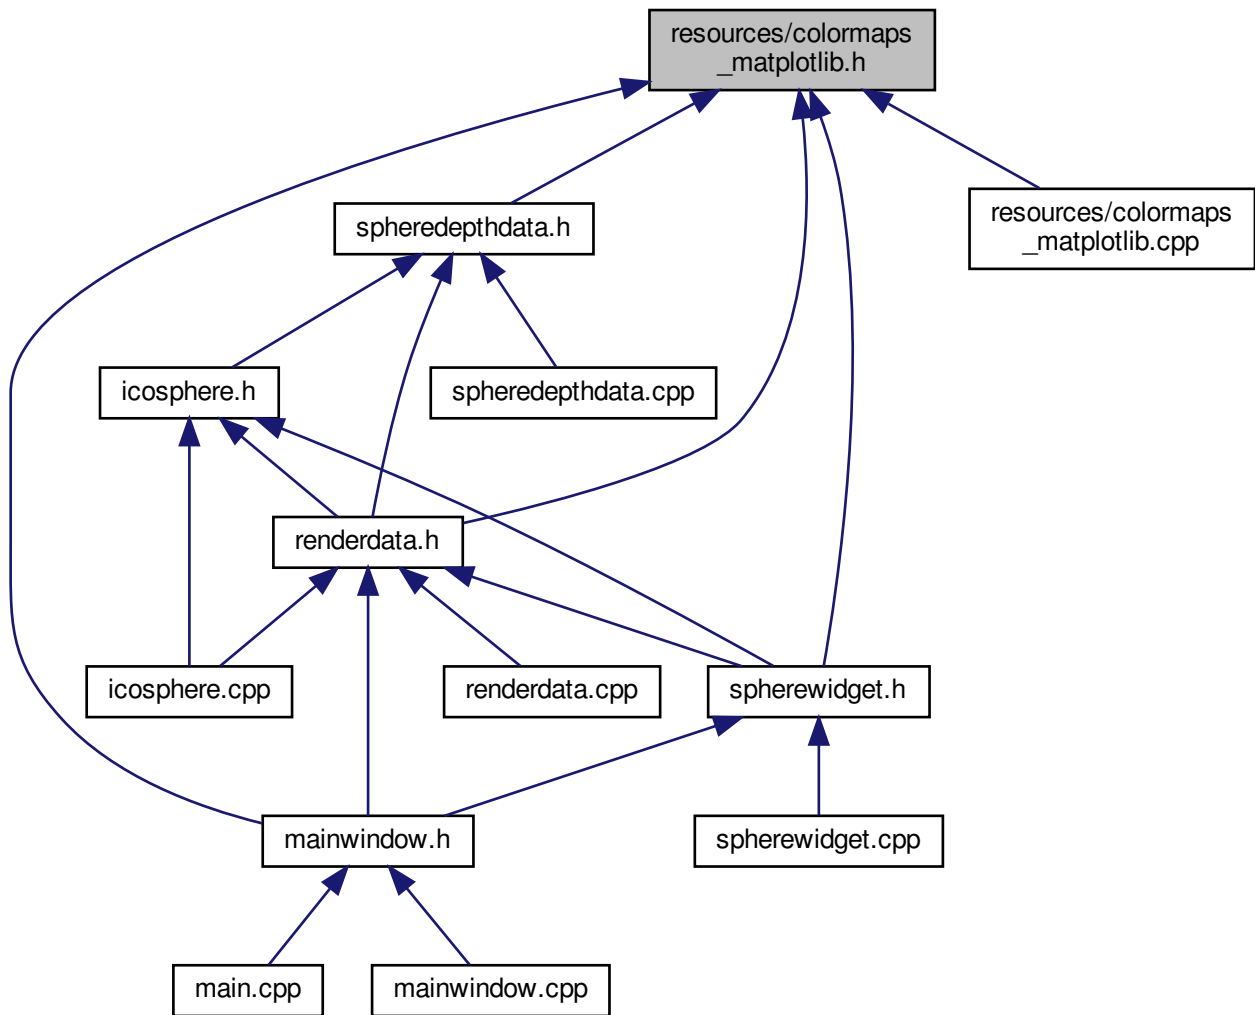 resources/colormaps
_matplotlib.h
resources/colormaps
_matplotlib.cpp
spheredepthdata.h
icosphere.h
spheredepthdata.cpp
renderdata.h
icosphere.cpp
renderdata.cpp
spherewidget.h
mainwindow.h
spherewidget.cpp
main.cpp
mainwindow.cpp